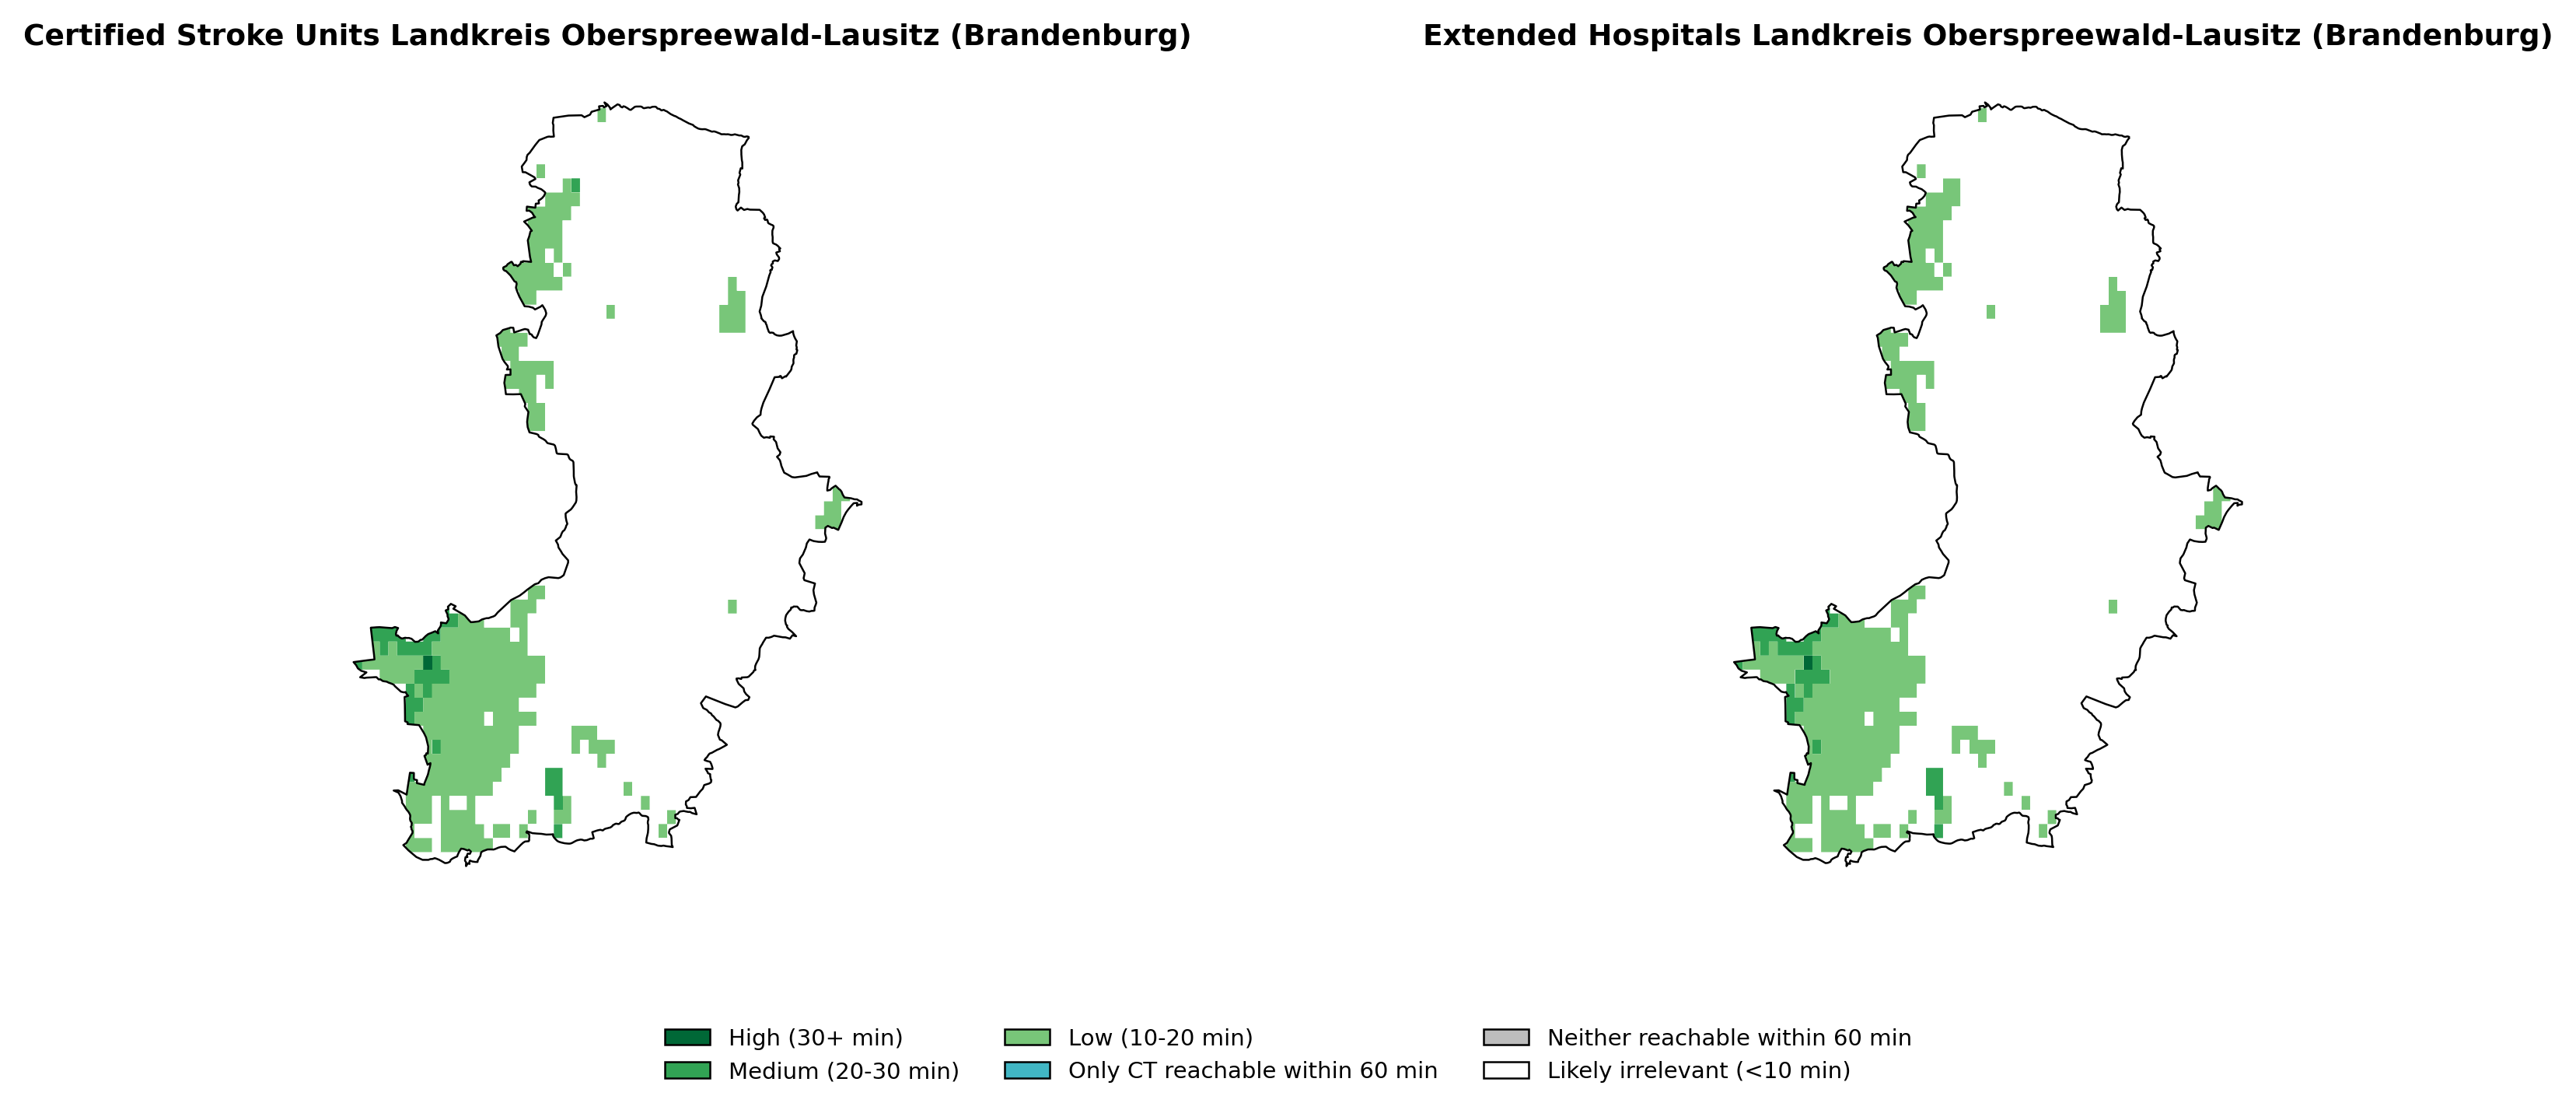 Certified Stroke Units Landkreis Oberspreewald-Lausitz (Brandenburg)
Extended Hospitals Landkreis Oberspreewald-Lausitz (Brandenburg)
High (30+ min)
Medium (20-30 min)
Low (10-20 min)
Only CT reachable within 60 min
Neither reachable within 60 min
Likely irrelevant (<10 min)